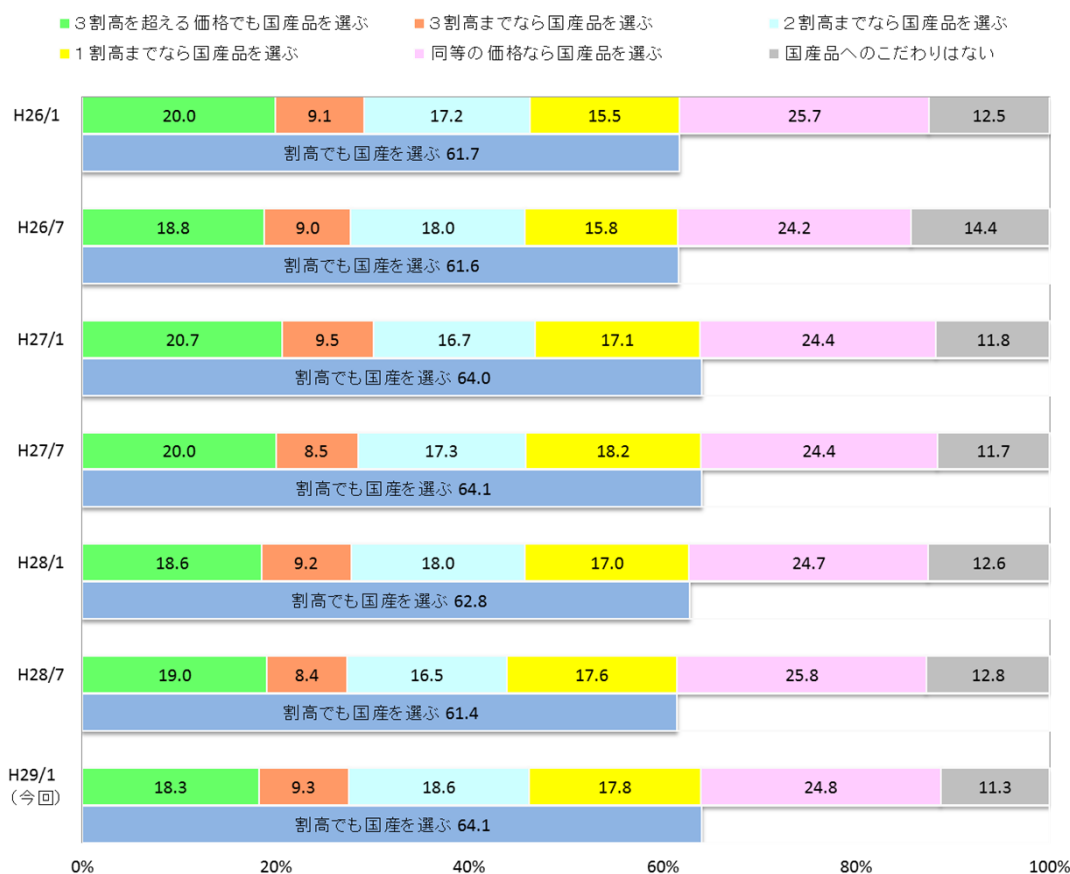 ３割高を超える価格でも国産品を選ぶ ３割高までなら国産品を選ぶ ２割高までなら国産品を選ぶ
１割高までなら国産品を選ぶ 同等の価格なら国産品を選ぶ 国産品へのこだわりはない
H26/1 20.0 9.1 17.2 15.5 25.7 12.5
割高でも国産を選ぶ 61.7
H26/7 18.8 9.0 18.0 15.8 24.2 14.4
割高でも国産を選ぶ 61.6
H27/1 20.7 9.5 16.7 17.1 24.4 11.8
割高でも国産を選ぶ 64.0
H27/7 20.0 8.5 17.3 18.2 24.4 11.7
割高でも国産を選ぶ 64.1
H28/1 18.6 9.2 18.0 17.0 24.7 12.6
割高でも国産を選ぶ 62.8
H28/7 19.0 8.4 16.5 17.6 25.8 12.8
割高でも国産を選ぶ 61.4
H29/1 18.3 9.3 18.6 17.8 24.8 11.3
（今回）
割高でも国産を選ぶ 64.1
0% 20% 40% 60% 80% 100%